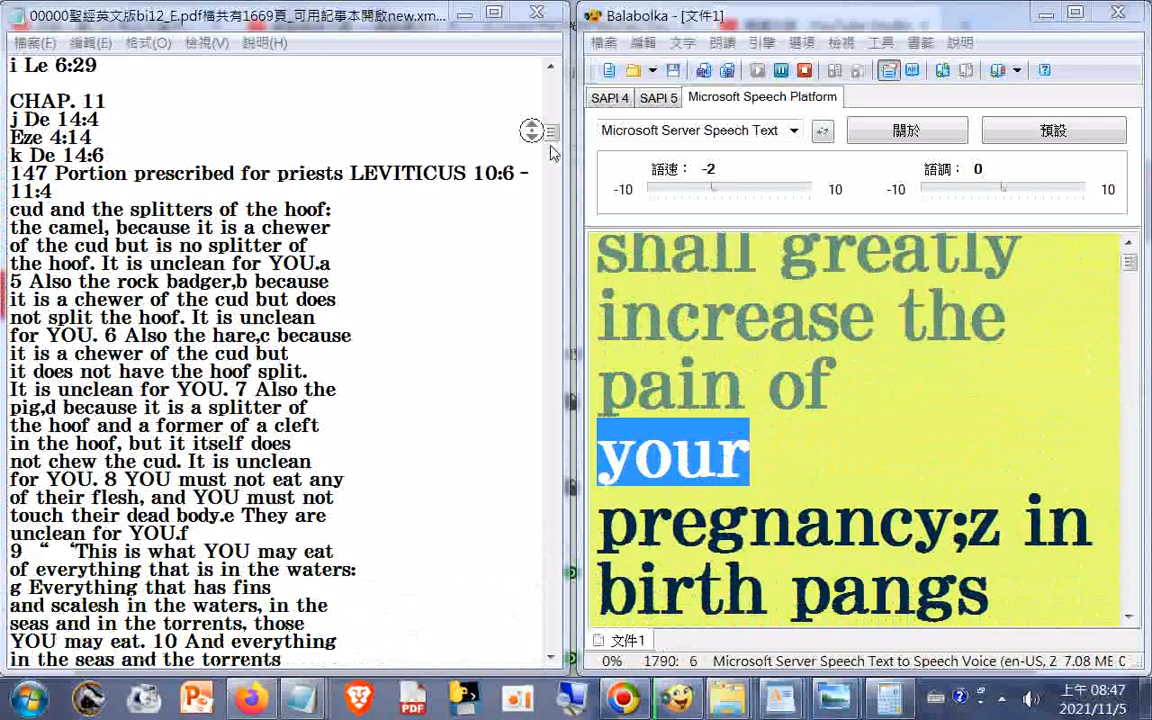 00000聖經英文版bi12_E.pdf檔共有1669頁_可用記事本開啟new.xm...
檔案(F) 編輯(E) 格式(O) 檢視(V) 說明(H)
i Le 6:29
CHAP. 11
j De 14:4
Eze 4:14
k De 14:6
147 Portion prescribed for priests LEVITICUS 10:6 -
11:4
cud and the splitters of the hoof:
the camel, because it is a chewer
of the cud but is no splitter of
the hoof. It is unclean for YOU.a
5 Also the rock badger,b because
it is a chewer of the cud but does
not split the hoof. It is unclean
for YOU. 6 Also the hare,c because
it is a chewer of the cud but
it does not have the hoof split.
It is unclean for YOU. 7 Also the
pig,d because it is a splitter of
the hoof and a former of a cleft
in the hoof, but it itself does
not chew the cud. It is unclean
for YOU. 8 YOU must not eat any
of their flesh, and YOU must not
touch their dead body.e They are
unclean for YOU.f
9 “ ‘This is what YOU may eat
of everything that is in the waters:
g Everything that has fins
and scalesh in the waters, in the
seas and in the torrents, those
YOU may eat. 10 And everything
in the seas and the torrents
Balabolka - [文件1]
檔案 編輯 文字 朗讀 引擎 選項 檢視 工具 書籤 說明
SAPI 4 SAPI 5 Microsoft Speech Platform
Microsoft Server Speech Text 關於 預設
語速: -2 語調: 0
-10 10 -10 10
shall greatly
increase the
pain of
your
pregnancy;z in
birth pangs
文件1
0% 1790: 6 Microsoft Server Speech Text to Speech Voice (en-US, Z 7.08 ME
上午 08:47
2021/11/5